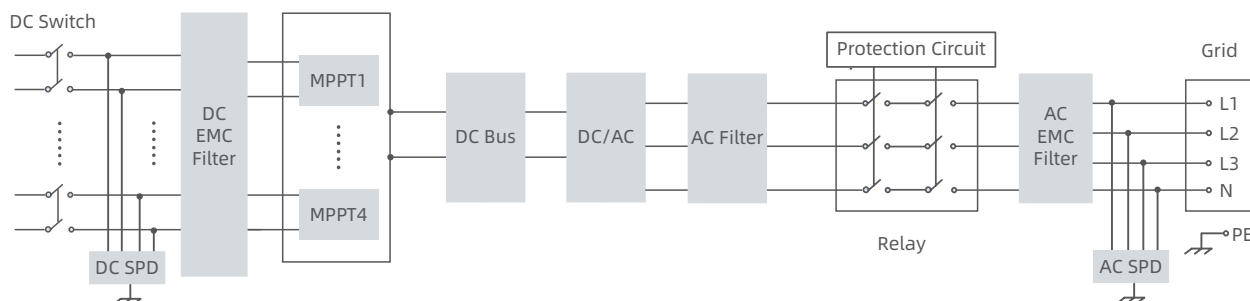 DC Switch
Protection Circuit
Grid
MPPT1
L1
DC
EMC
Filter
DC Bus
DC/AC
AC Filter
AC
EMC
Filter
L2
L3
N
MPPT4
PE
Relay
DC SPD
AC SPD